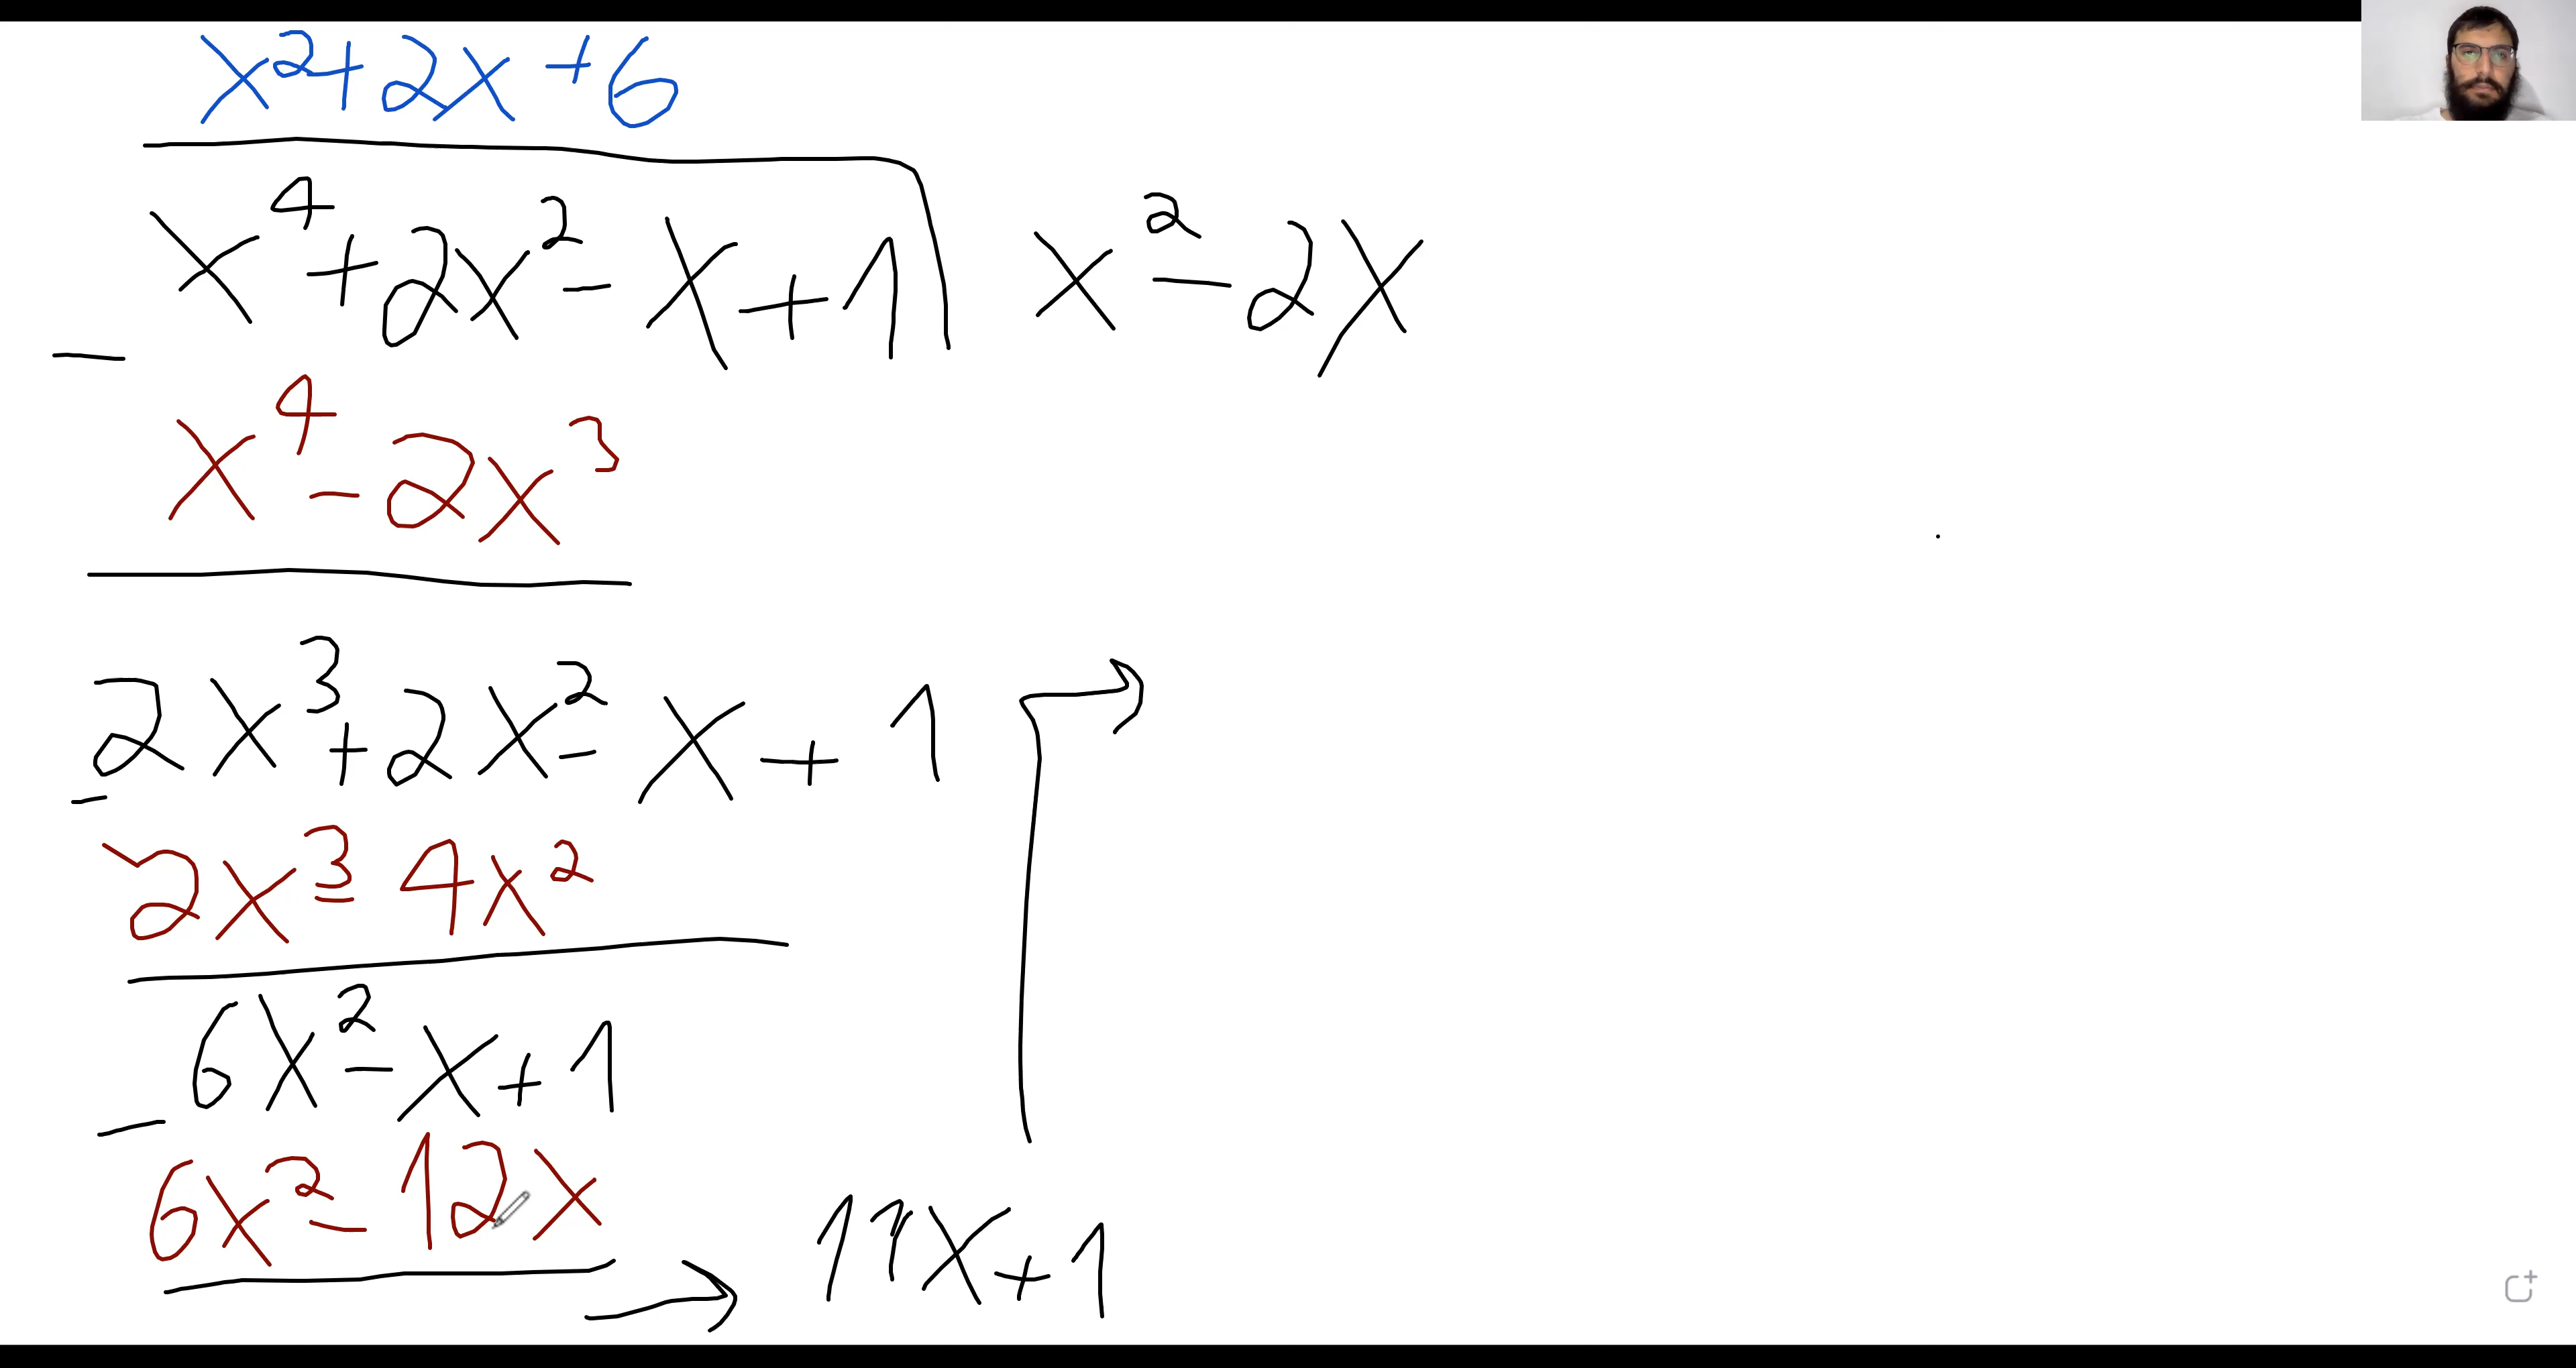 x²+2x+6
x⁴+2x²-x+1 x²-2x
-
x⁴-2x³
2x³+2x²-x+1
-
2x³-4x²
6x²-x+1
-
6x²-12x
→ 11x+1